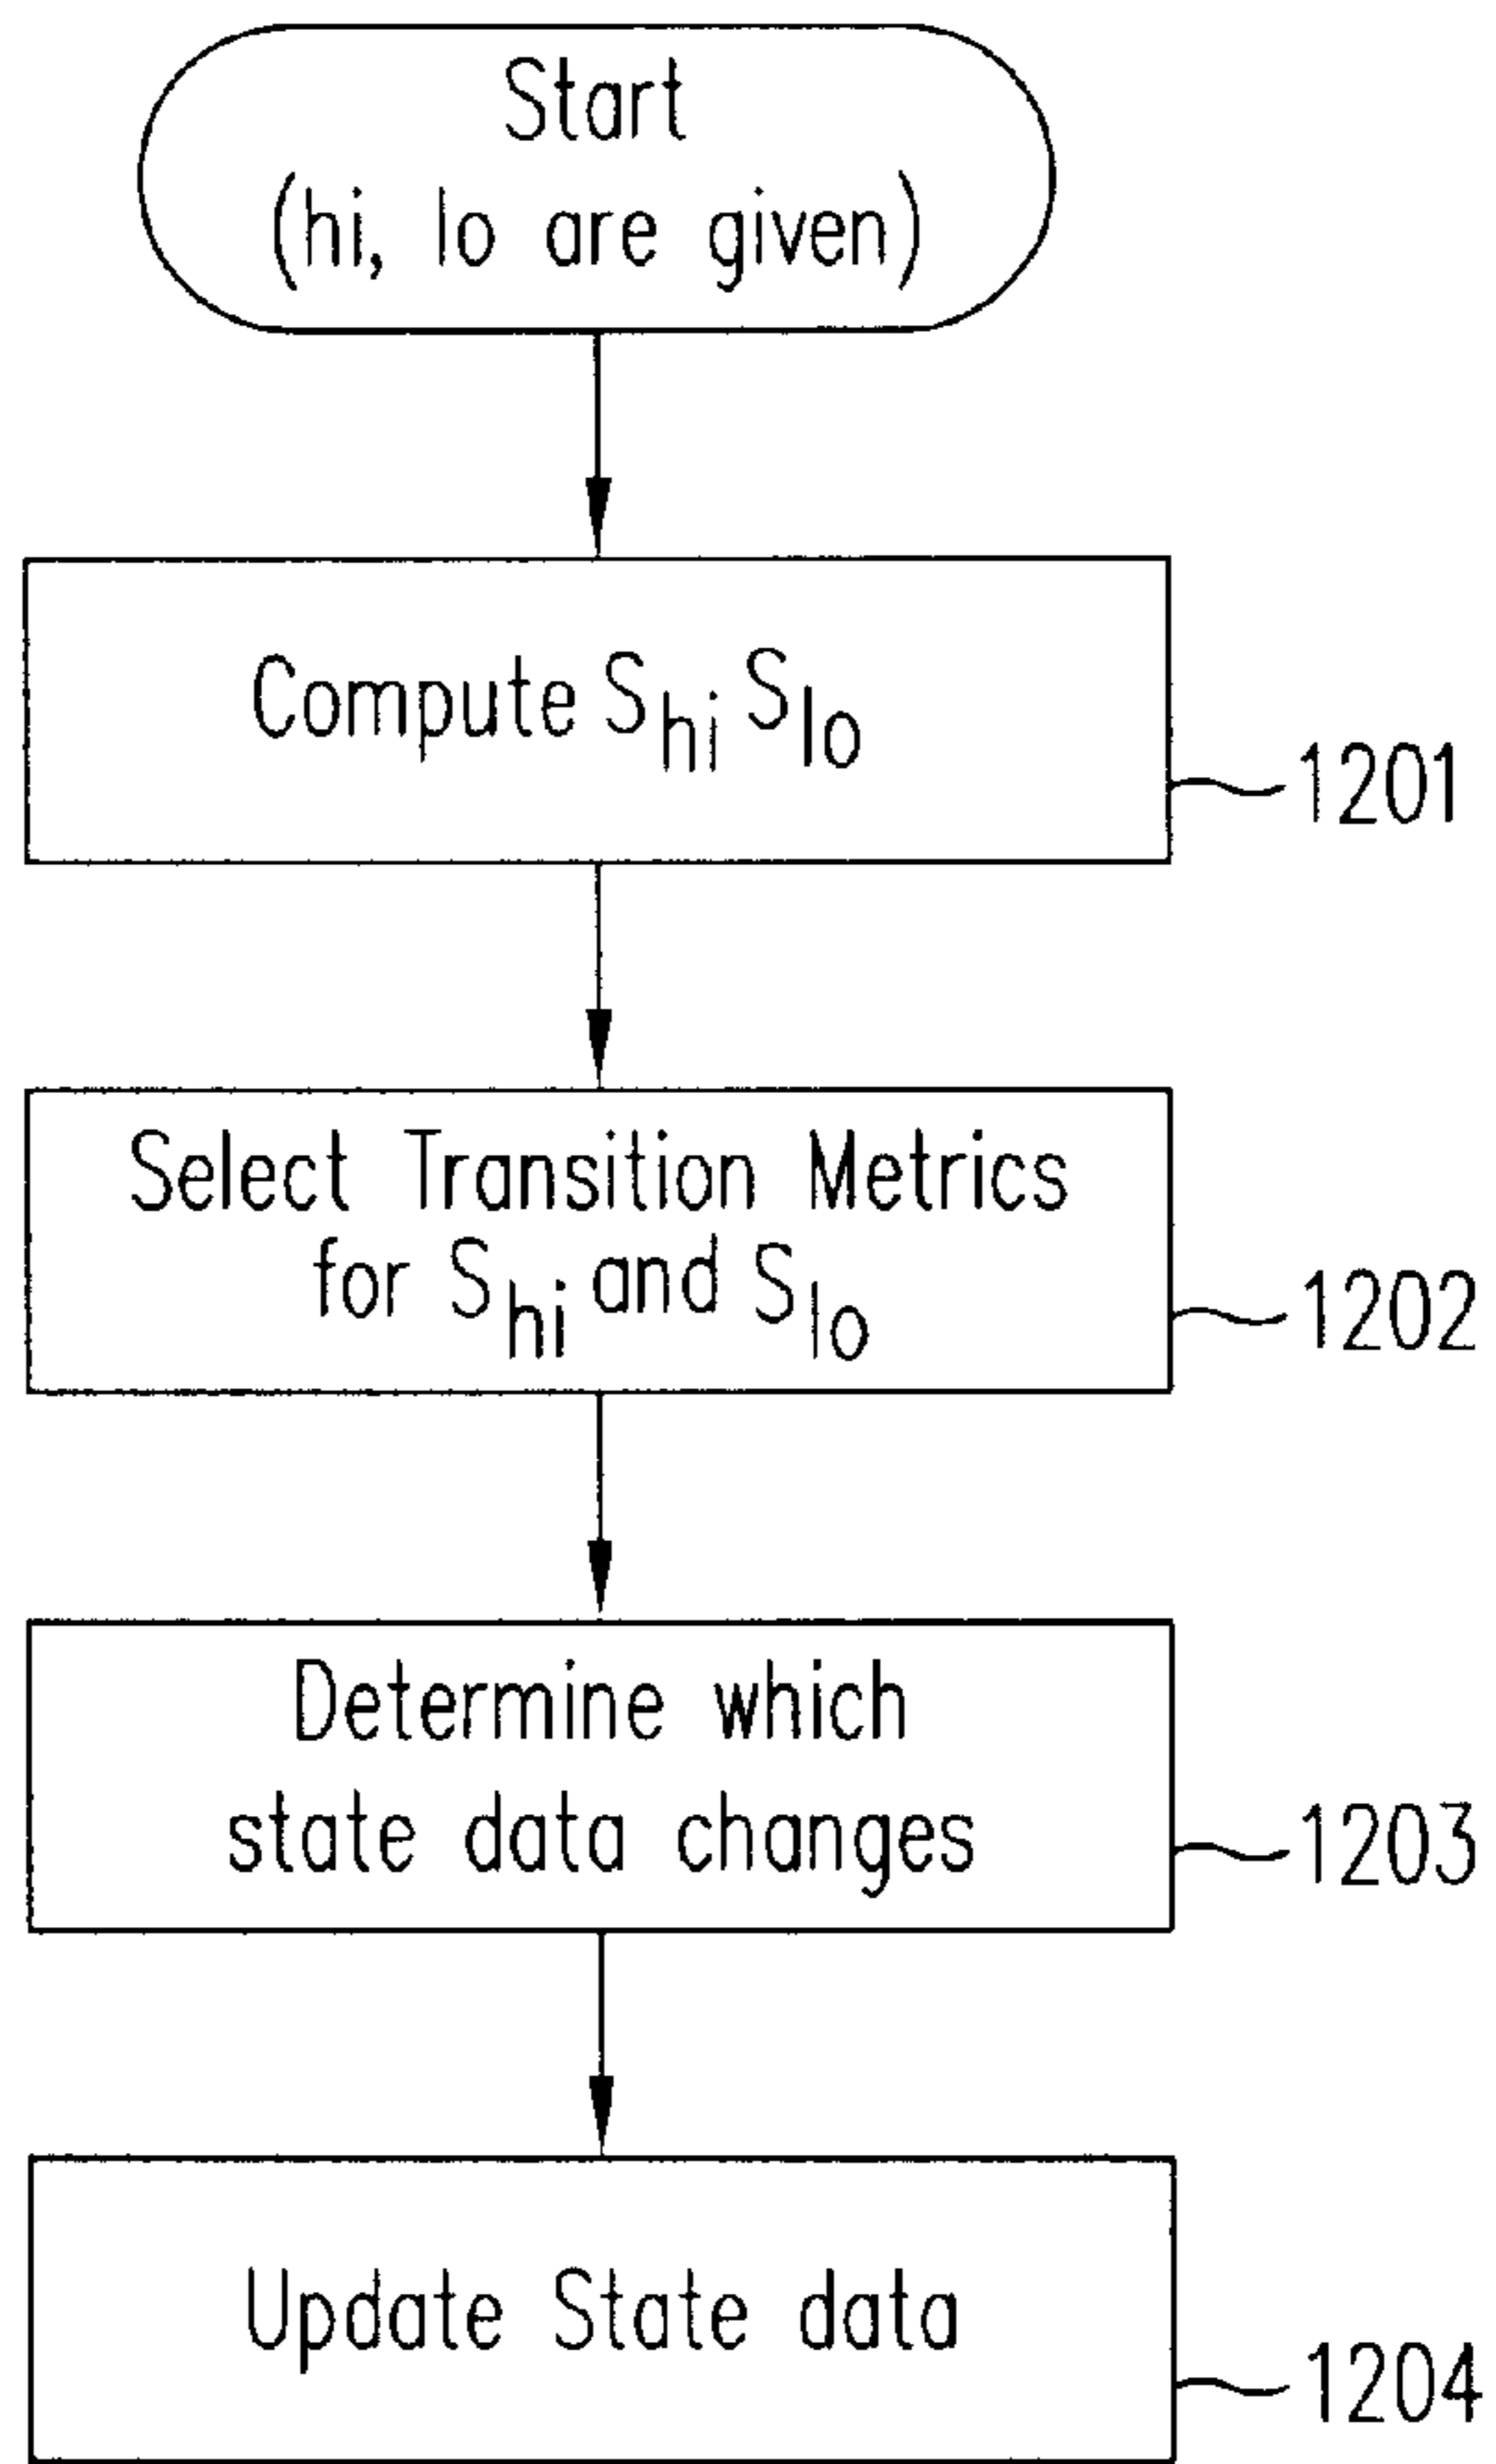 Start
(hi, lo are given)
Compute S_hi S_lo
1201
Select Transition Metrics
for S_hi and S_lo
1202
Determine which
state data changes
1203
Update State data
1204